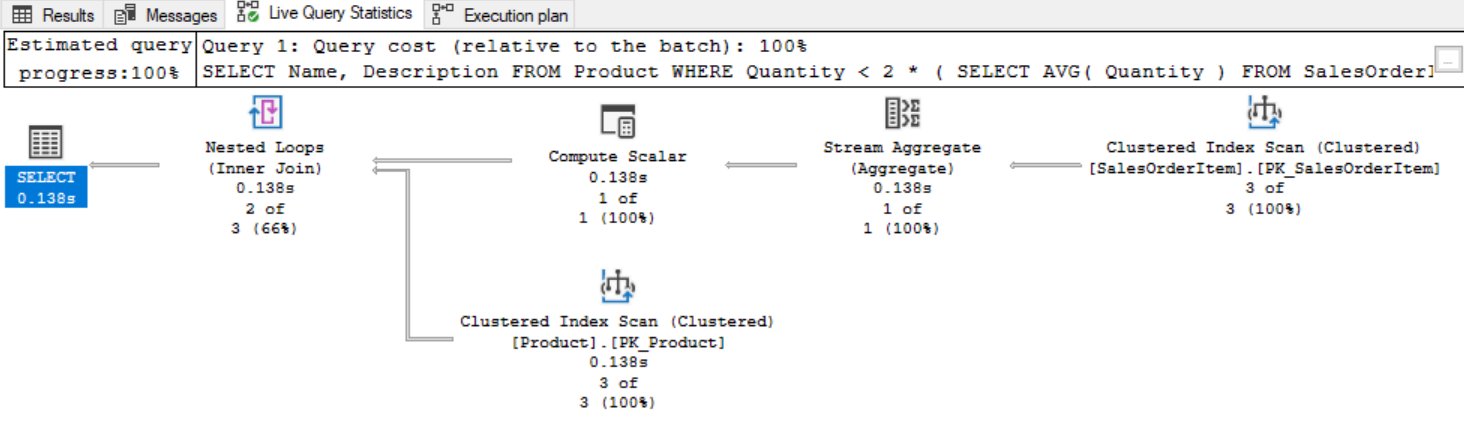 Results Messages Live Query Statistics Execution plan
Estimated query progress:100%
Query 1: Query cost (relative to the batch): 100%
SELECT Name, Description FROM Product WHERE Quantity < 2 * ( SELECT AVG( Quantity ) FROM SalesOrderI
...
SELECT
0.138s
Nested Loops
(Inner Join)
0.138s
2 of
3 (66%)
Compute Scalar
0.138s
1 of
1 (100%)
Stream Aggregate
(Aggregate)
0.138s
1 of
1 (100%)
Clustered Index Scan (Clustered)
[SalesOrderItem].[PK_SalesOrderItem]
3 of
3 (100%)
Clustered Index Scan (Clustered)
[Product].[PK_Product]
0.138s
3 of
3 (100%)